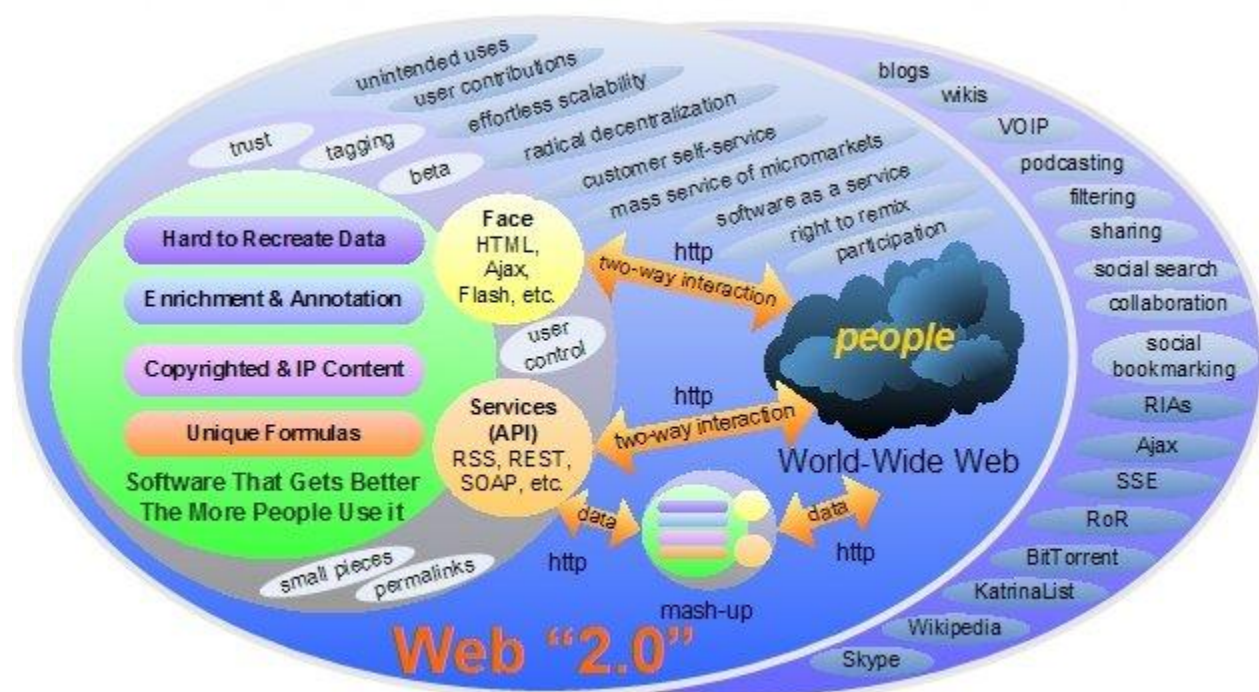 unintended uses
user contributions
effortless scalability
radical decentralization
customer self-service
mass service of micromarkets
software as a service
right to remix
participation
trust
tagging
beta
Hard to Recreate Data
Enrichment & Annotation
Copyrighted & IP Content
Unique Formulas
Software That Gets Better
The More People Use it
Face
HTML,
Ajax,
Flash, etc.
user
control
Services
(API)
RSS, REST,
SOAP, etc.
http
two-way interaction
http
two-way interaction
people
World-Wide Web
data
http
mash-up
data
http
small pieces
permalinks
Web “2.0”
blogs
wikis
VOIP
podcasting
filtering
sharing
social search
collaboration
social
bookmarking
RIAs
Ajax
SSE
RoR
BitTorrent
KatrinaList
Wikipedia
Skype